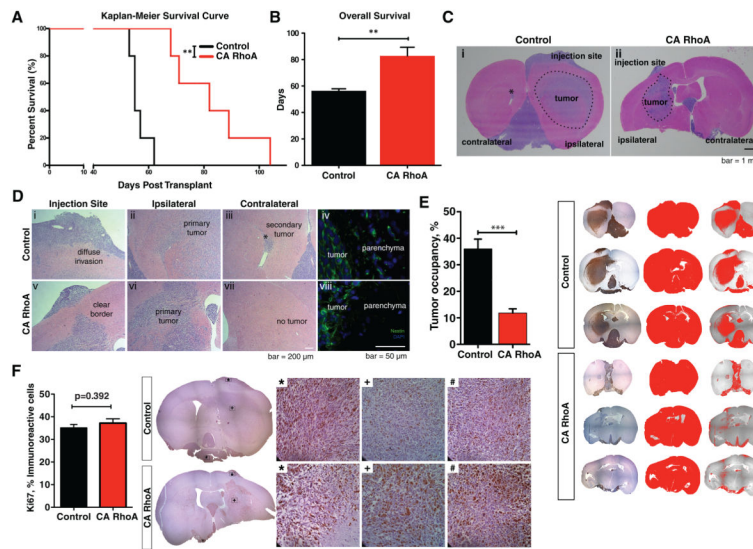 A
Kaplan-Meier Survival Curve
Percent Survival (%)
100
80
60
40
20
0
**
Control
CA RhoA
0
10
40
60
80
100
Days Post Transplant
B
Overall Survival
**
Days
100
80
60
40
20
0
Control
CA RhoA
C
Control
CA RhoA
i
injection site
*
tumor
contralateral
ipsilateral
ii
injection site
tumor
ipsilateral
contralateral
bar = 1 m
D
Injection Site
Ipsilateral
Contralateral
Control
i
diffuse
invasion
ii
primary
tumor
iii
secondary
tumor
*
iv
tumor
parenchyma
CA RhoA
v
clear
border
vi
primary
tumor
vii
no tumor
viii
tumor
parenchyma
Nestin
DAPI
bar = 200 µm
bar = 50 µm
E
Tumor occupancy, %
50
40
30
20
10
0
***
Control
CA RhoA
Control
CA RhoA
F
Ki67, % Immunoreactive cells
50
40
30
20
10
0
p=0.392
Control
CA RhoA
Control
CA RhoA
*
+
#
*
+
#